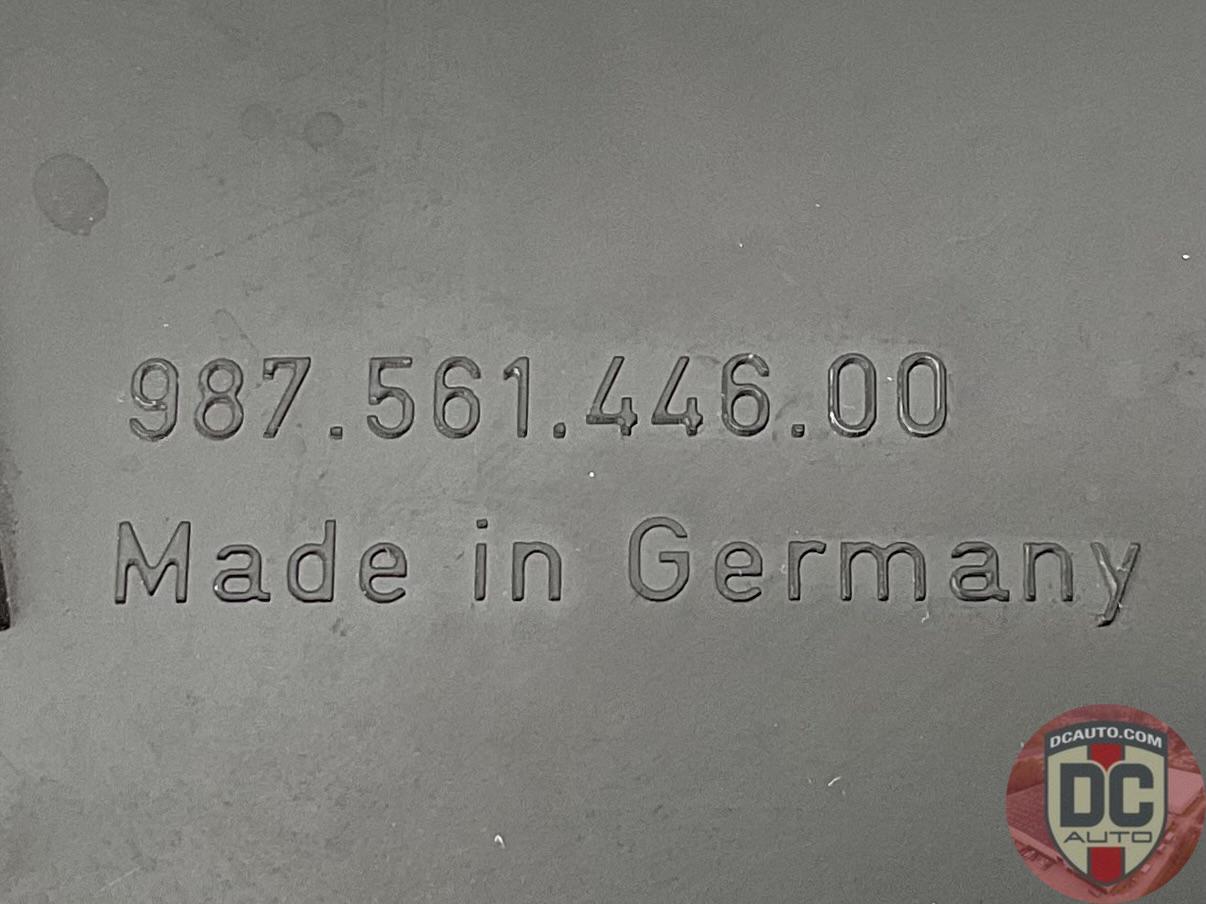 987.561.446.00
Made in Germany
DCAUTO.COM
DC
AUTO